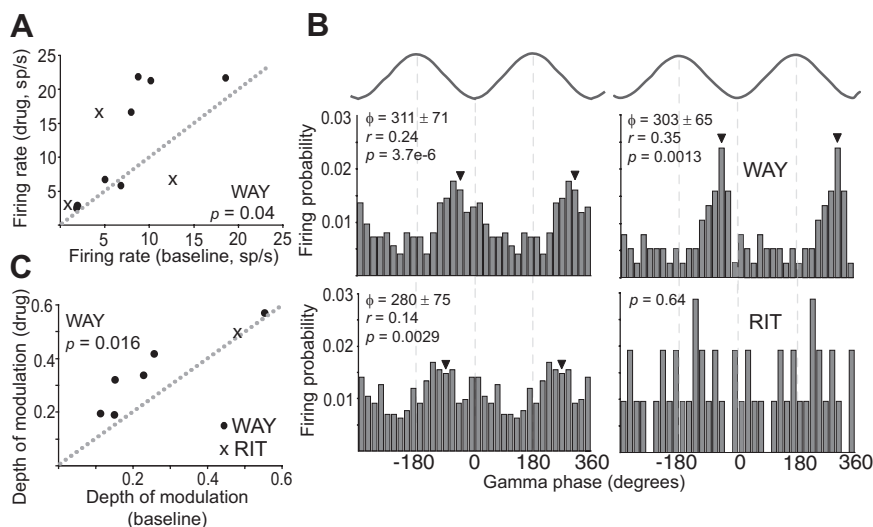 A
Firing rate (drug, sp/s)
25
20
15
10
5
x
x
x
WAY
p = 0.04
5
10
15
20
25
Firing rate (baseline, sp/s)
B
Firing probability
0.03
0.02
0.01
ϕ = 311 ± 71
r = 0.24
p = 3.7e-6
ϕ = 303 ± 65
r = 0.35
p = 0.0013
WAY
Firing probability
0.03
0.02
0.01
ϕ = 280 ± 75
r = 0.14
p = 0.0029
p = 0.64
RIT
-180
0
180
360
-180
0
180
360
Gamma phase (degrees)
C
Depth of modulation (drug)
0.6
0.4
0.2
WAY
p = 0.016
x
WAY
x RIT
0.2
0.4
0.6
Depth of modulation
(baseline)